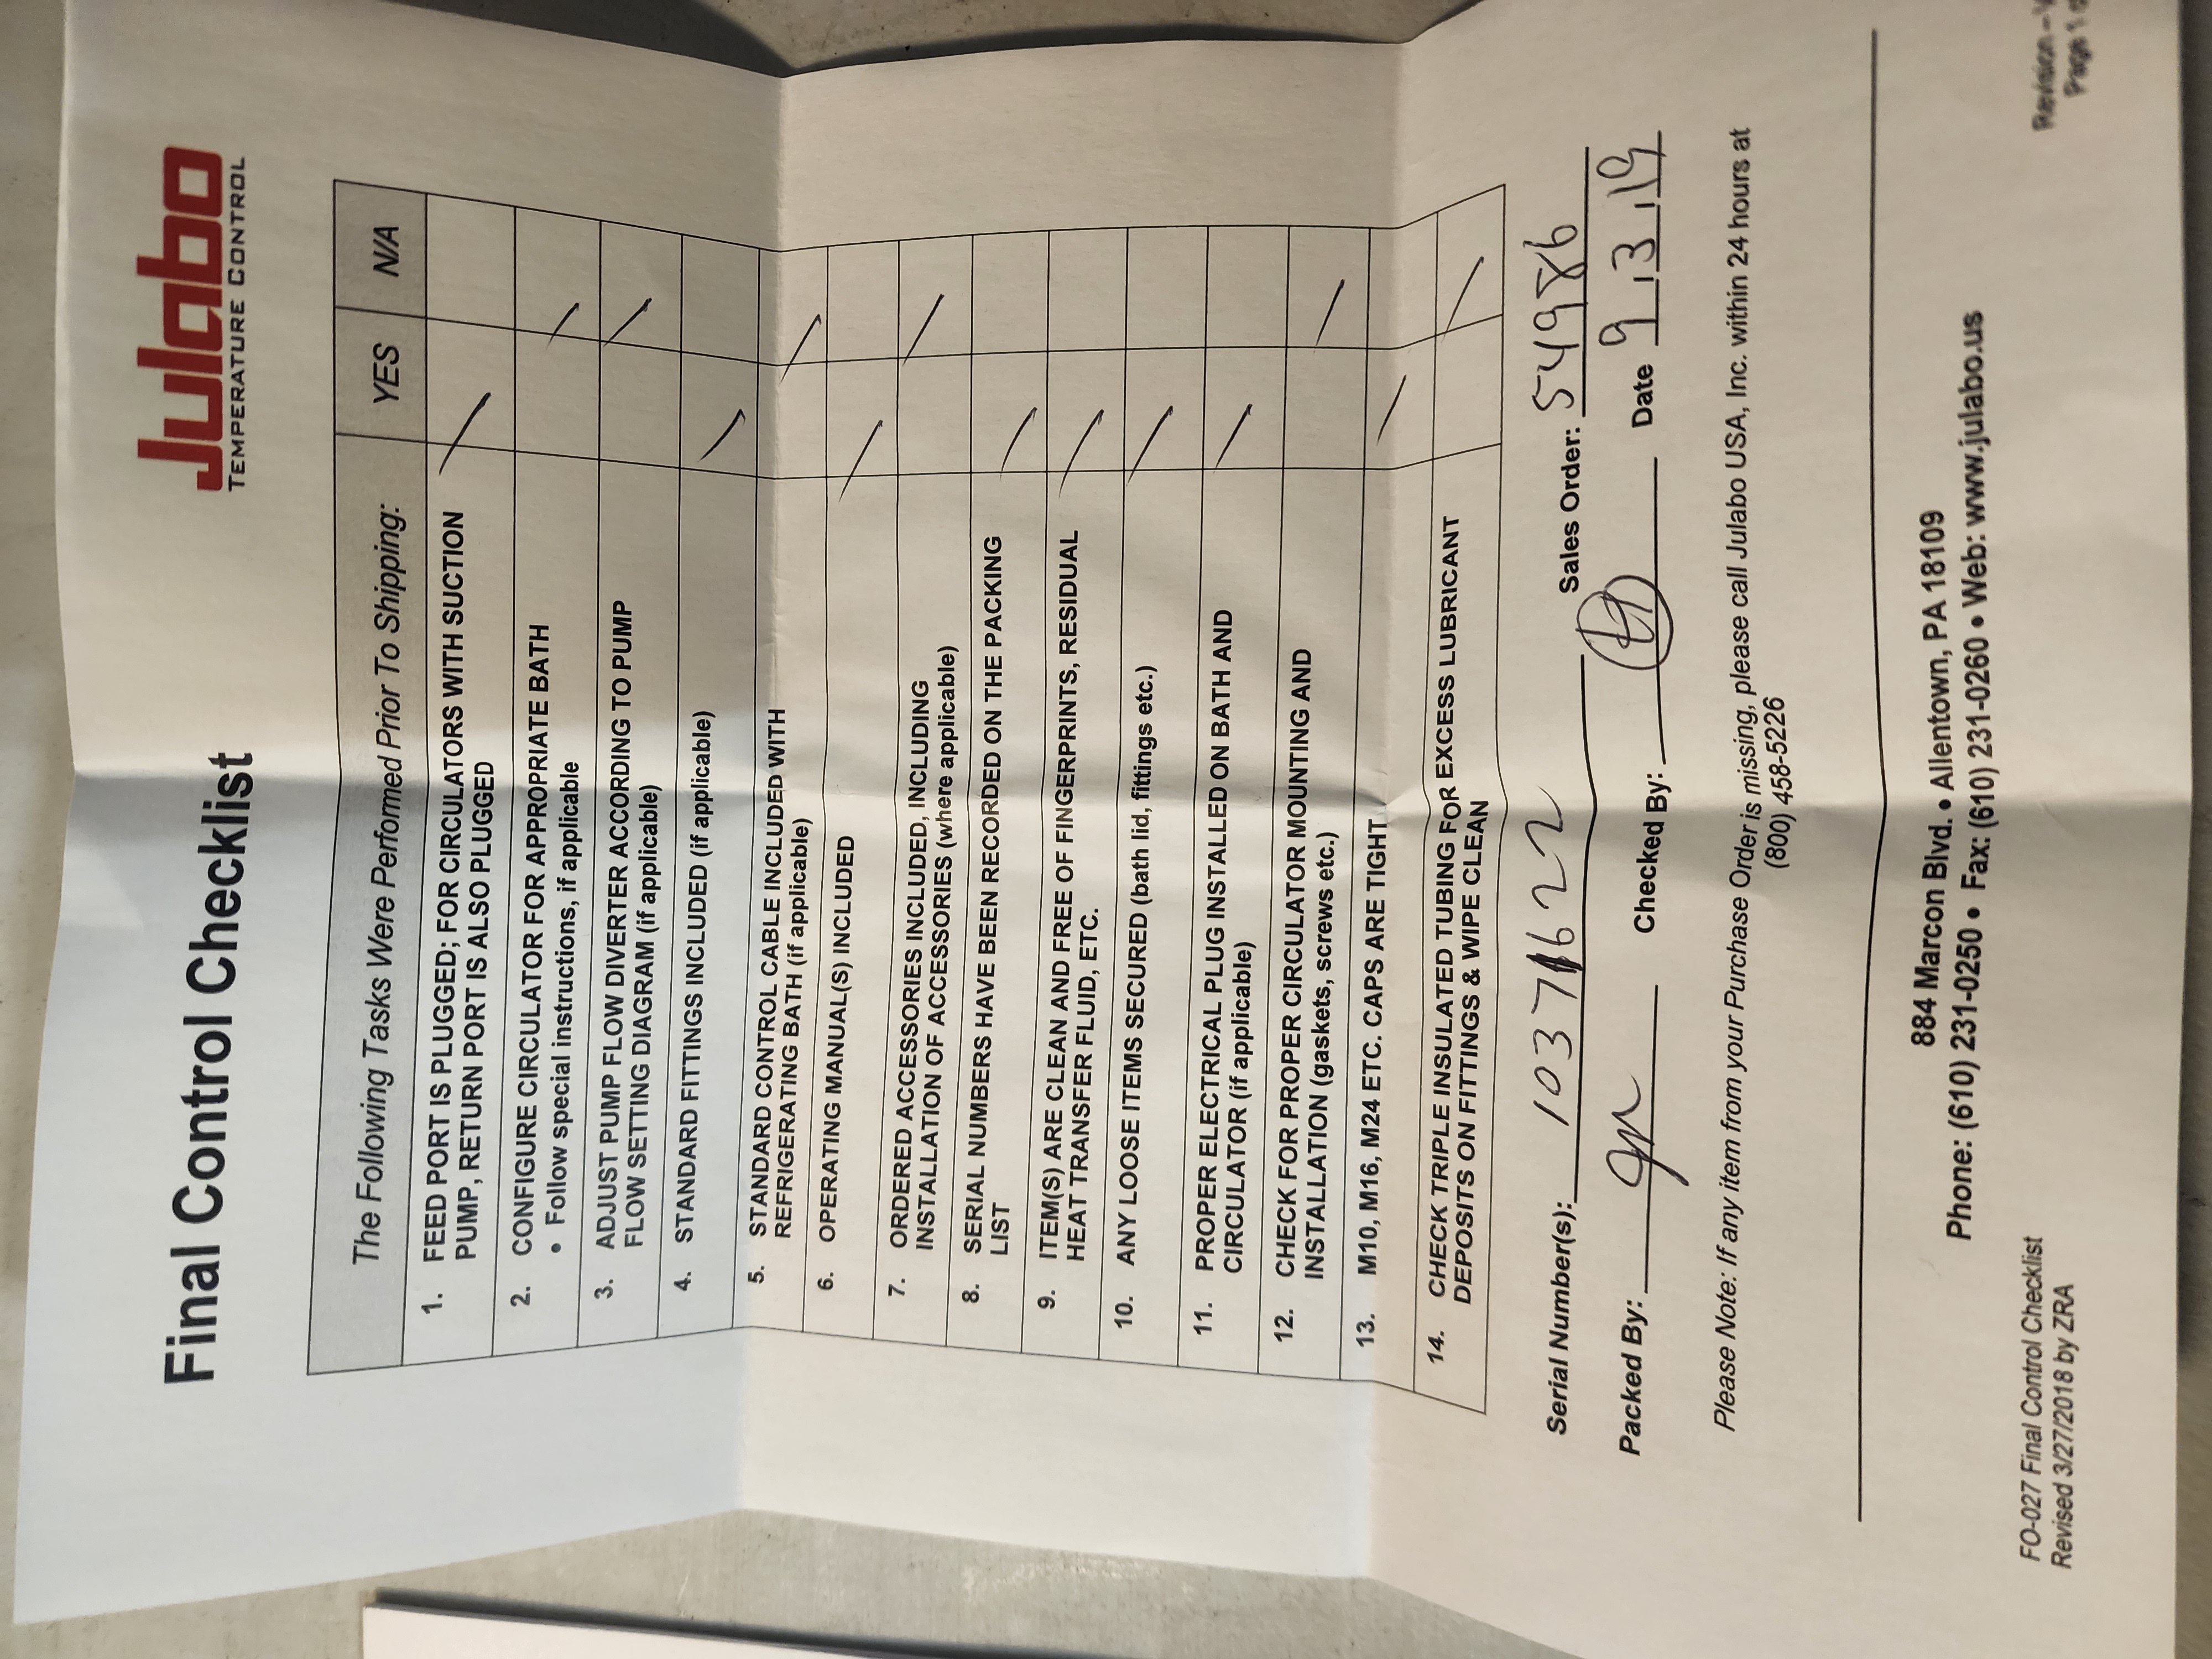 Final Control Checklist
Julabo
TEMPERATURE CONTROL
The Following Tasks Were Performed Prior To Shipping: YES N/A
1. FEED PORT IS PLUGGED; FOR CIRCULATORS WITH SUCTION
PUMP, RETURN PORT IS ALSO PLUGGED
2. CONFIGURE CIRCULATOR FOR APPROPRIATE BATH
• Follow special instructions, if applicable
3. ADJUST PUMP FLOW DIVERTER ACCORDING TO PUMP
FLOW SETTING DIAGRAM (if applicable)
4. STANDARD FITTINGS INCLUDED (if applicable)
5. STANDARD CONTROL CABLE INCLUDED WITH
REFRIGERATING BATH (if applicable)
6. OPERATING MANUAL(S) INCLUDED
7. ORDERED ACCESSORIES INCLUDED, INCLUDING
INSTALLATION OF ACCESSORIES (where applicable)
8. SERIAL NUMBERS HAVE BEEN RECORDED ON THE PACKING
LIST
9. ITEM(S) ARE CLEAN AND FREE OF FINGERPRINTS, RESIDUAL
HEAT TRANSFER FLUID, ETC.
10. ANY LOOSE ITEMS SECURED (bath lid, fittings etc.)
11. PROPER ELECTRICAL PLUG INSTALLED ON BATH AND
CIRCULATOR (if applicable)
12. CHECK FOR PROPER CIRCULATOR MOUNTING AND
INSTALLATION (gaskets, screws etc.)
13. M10, M16, M24 ETC. CAPS ARE TIGHT
14. CHECK TRIPLE INSULATED TUBING FOR EXCESS LUBRICANT
DEPOSITS ON FITTINGS & WIPE CLEAN
Serial Number(s): Sales Order: 54986
Packed By: Checked By: Date 9 13 119
Please Note: If any item from your Purchase Order is missing, please call Julabo USA, Inc. within 24 hours at
(800) 458-5226
884 Marcon Blvd. • Allentown, PA 18109
Phone: (610) 231-0250 • Fax: (610) 231-0260 • Web: www.julabo.us
FO-027 Final Control Checklist
Revised 3/27/2018 by ZRA
Revision –
Page 1